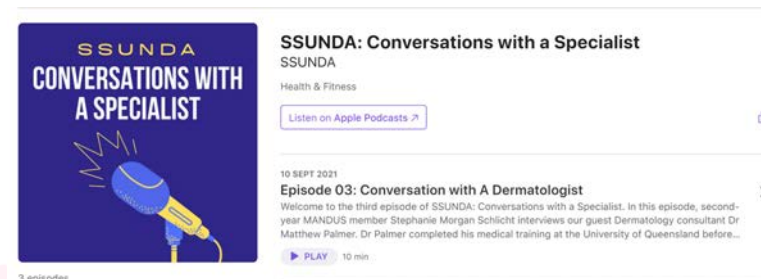 SSUNDA
CONVERSATIONS WITH
A SPECIALIST
3 episodes
SSUNDA: Conversations with a Specialist
SSUNDA
Health & Fitness
Listen on Apple Podcasts ↗
10 SEPT 2021
Episode 03: Conversation with A Dermatologist
Welcome to the third episode of SSUNDA: Conversations with a Specialist. In this episode, second-
year MANDUS member Stephanie Morgan Schlicht interviews our guest Dermatology consultant Dr
Matthew Palmer. Dr Palmer completed his medical training at the University of Queensland before...
PLAY 10 min